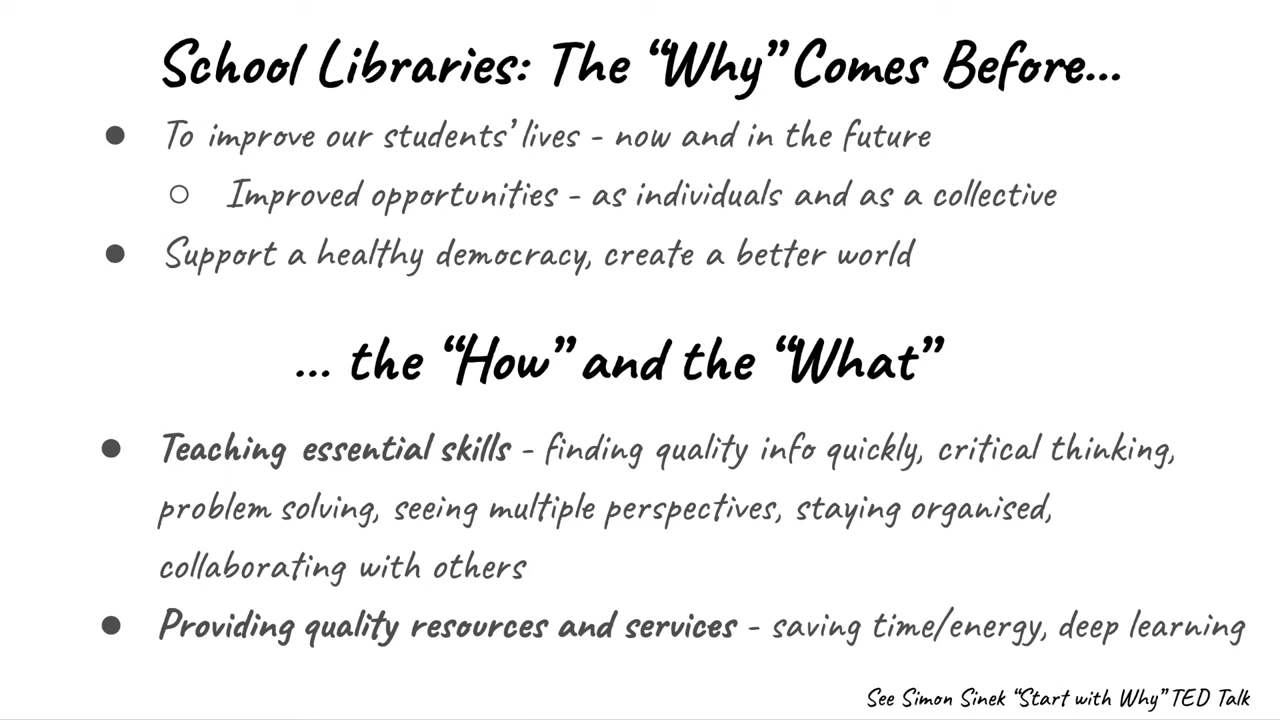 School Libraries: The “Why” Comes Before...
● To improve our students’ lives - now and in the future
○ Improved opportunities - as individuals and as a collective
● Support a healthy democracy, create a better world
... the “How” and the “What”
● Teaching essential skills - finding quality info quickly, critical thinking,
problem solving, seeing multiple perspectives, staying organised,
collaborating with others
● Providing quality resources and services - saving time/energy, deep learning
See Simon Sinek “Start with Why” TED Talk